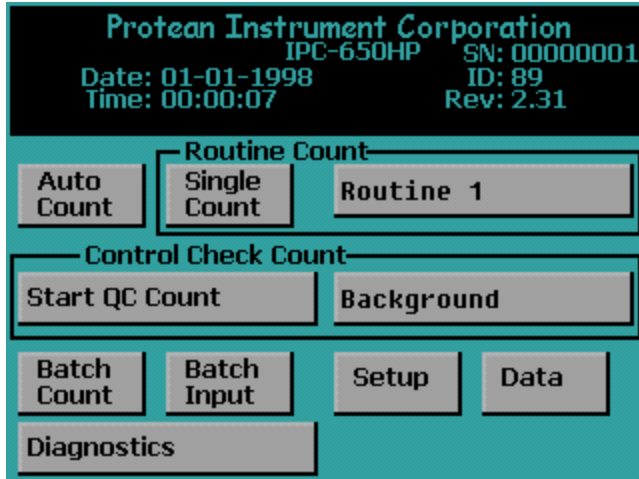 Protean Instrument Corporation
IPC-650HP SN: 00000001
Date: 01-01-1998 ID: 89
Time: 00:00:07 Rev: 2.31
Routine Count
Auto Count
Single Count
Routine 1
Control Check Count
Start QC Count
Background
Batch Count
Batch Input
Setup
Data
Diagnostics